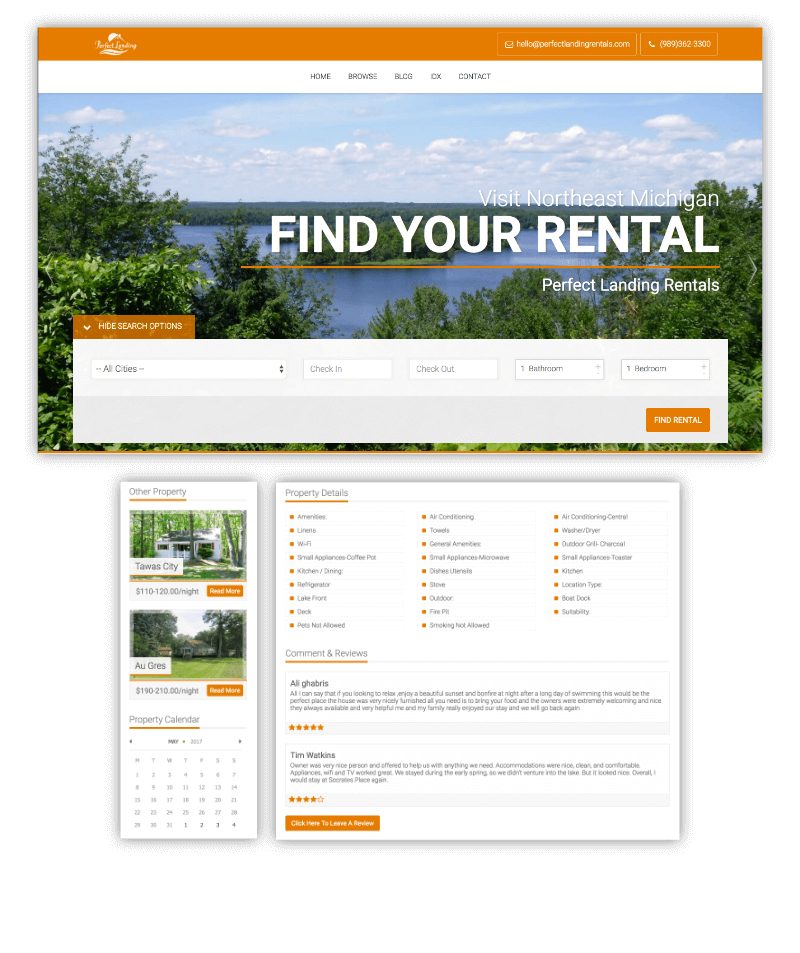 Perfect Landing
hello@perfectlandingrentals.com
(989)362-3300
HOME BROWSE BLOG IDX CONTACT
Visit Northeast Michigan
FIND YOUR RENTAL
Perfect Landing Rentals
HIDE SEARCH OPTIONS
-- All Cities --
Check In
Check Out
1 Bathroom
1 Bedroom
FIND RENTAL
Other Property
Tawas City
$110-120.00/night Read More
Au Gres
$190-210.00/night Read More
Property Calendar
MAY 2017
M T W T F S S
1 2 3 4 5 6 7
8 9 10 11 12 13 14
15 16 17 18 19 20 21
22 23 24 25 26 27 28
29 30 31 1 2 3 4
Property Details
Amenities: Air Conditioning Air Conditioning-Central
Linens Towels Washer/Dryer
Wi-Fi General Amenities: Outdoor Grill- Charcoal
Small Appliances-Coffee Pot Small Appliances-Microwave Small Appliances-Toaster
Kitchen / Dining: Dishes Utensils Kitchen
Refrigerator Stove Location Type:
Lake Front Outdoor: Boat Dock
Deck Fire Pit Suitability:
Pets Not Allowed Smoking Not Allowed
Comment & Reviews
Ali ghabris
All I can say that if you looking to relax ,enjoy a beautiful sunset and bonfire at night after a long day of swimming this would be the
perfect place the house was very nicely furnished all you need is to bring your food and the owners were extremely welcoming and nice
they always available and very helpful me and my family really enjoyed our stay and we will go back again
Tim Watkins
Owner was very nice person and offered to help us with anything we need. Accommodations were nice, clean, and comfortable.
Appliances, wifi and TV worked great. We stayed during the early spring, so we didn't venture into the lake. But it looked nice. Overall, I
would stay at Socrates Place again.
Click Here To Leave A Review